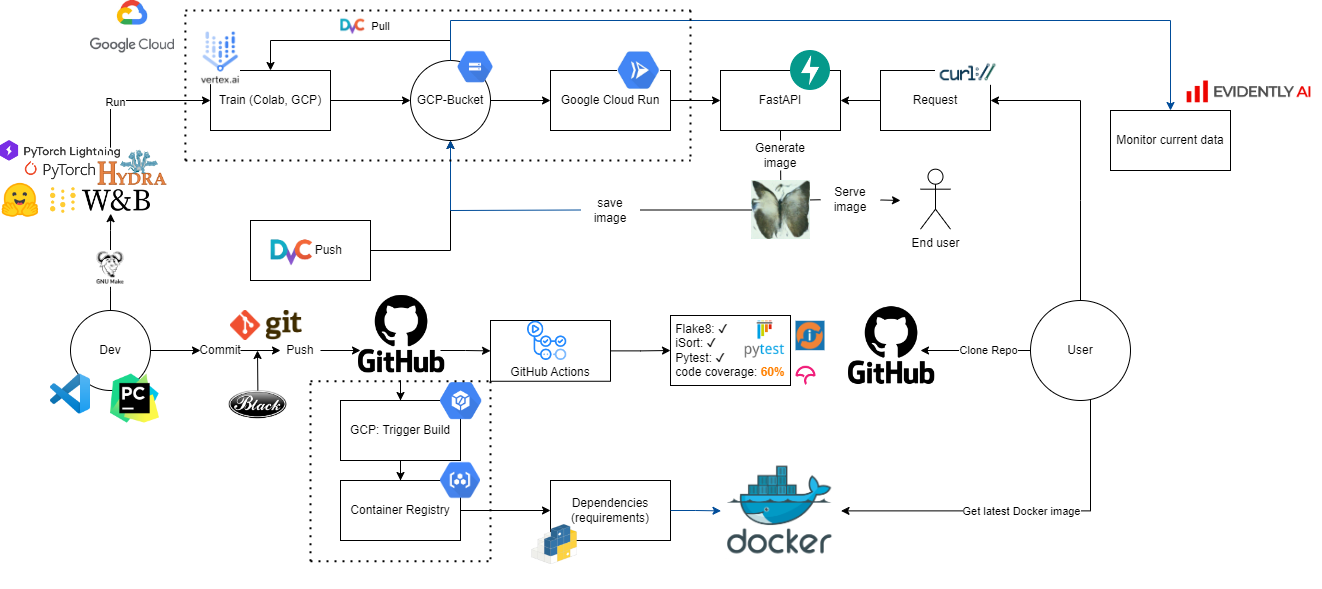 Google Cloud
vertex.ai
DVC Pull
Run
Train (Colab, GCP)
GCP-Bucket
Google Cloud Run
FastAPI
curl://
Request
EVIDENTLY AI
Monitor current data
PyTorch Lightning
PyTorch
HYDRA
W&B
Generate
image
save
image
Serve
image
End user
DVC Push
GNU Make
Dev
PC
git
Commit
Push
Black
GitHub
GitHub Actions
Flake8: ✓
iSort: ✓
Pytest: ✓
code coverage: 60%
pytest
i
GitHub
Clone Repo
User
GCP: Trigger Build
Container Registry
Dependencies
(requirements)
docker
Get latest Docker image